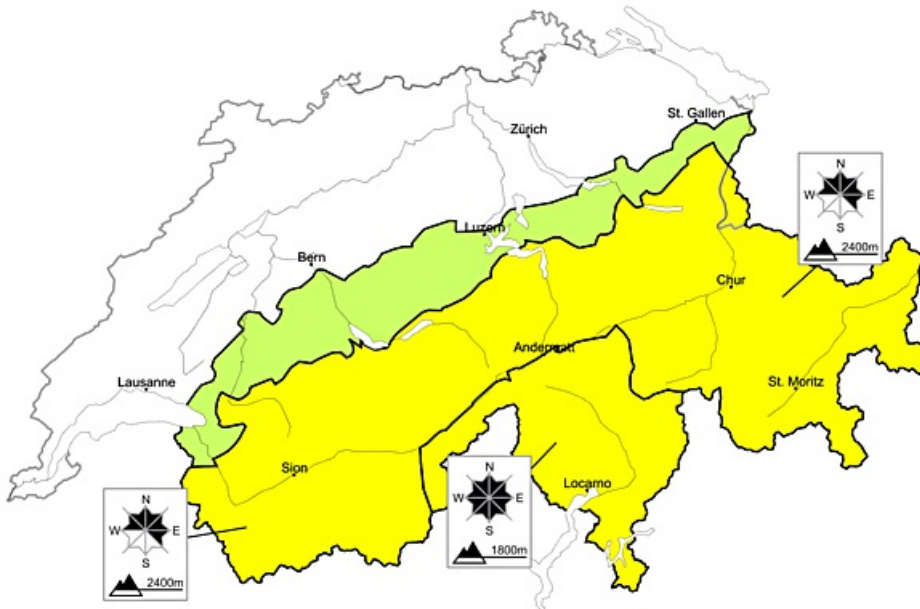 St. Gallen
Zürich
N
W E
S
2400m
Luzern
Bern
Chur
Andermatt
Lausanne
St. Moritz
Sion
Locarno
N
W E
S
1800m
N
W E
S
2400m